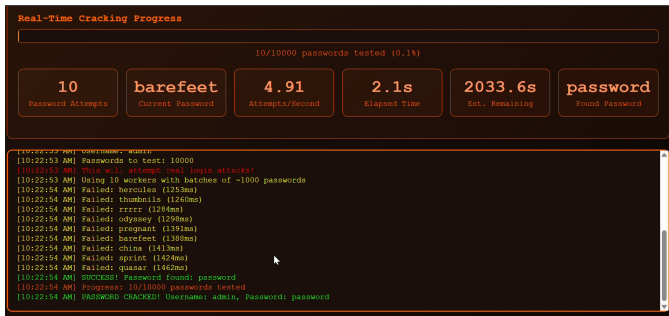 Real-Time Cracking Progress
10/10000 passwords tested (0.1%)
10
Password Attempts
barefeet
Current Password
4.91
Attempts/Second
2.1s
Elapsed Time
2033.6s
Est. Remaining
password
Found Password
[10:22:53 AM] Username: admin
[10:22:53 AM] Passwords to test: 10000
[10:22:53 AM] This will attempt real login attacks!
[10:22:53 AM] Using 10 workers with batches of ~1000 passwords
[10:22:54 AM] Failed: hercules (1253ms)
[10:22:54 AM] Failed: thumbnils (1260ms)
[10:22:54 AM] Failed: rrrrr (1284ms)
[10:22:54 AM] Failed: odyssey (1298ms)
[10:22:54 AM] Failed: pregnant (1391ms)
[10:22:54 AM] Failed: barefeet (1388ms)
[10:22:54 AM] Failed: china (1413ms)
[10:22:54 AM] Failed: sprint (1424ms)
[10:22:54 AM] Failed: quasar (1462ms)
[10:22:54 AM] SUCCESS! Password found: password
[10:22:54 AM] Progress: 10/10000 passwords tested
[10:22:54 AM] PASSWORD CRACKED! Username: admin, Password: password